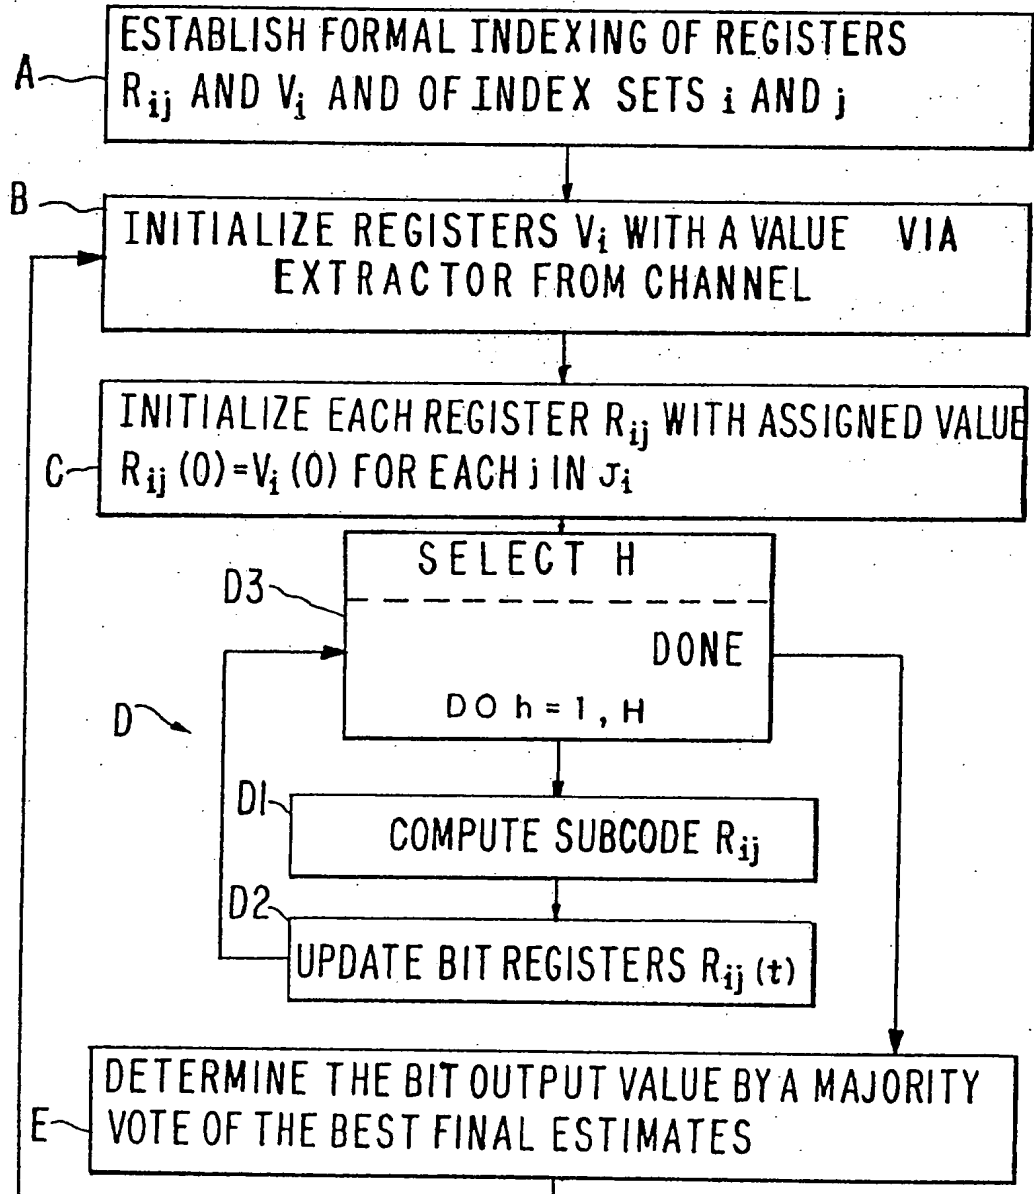 A
ESTABLISH FORMAL INDEXING OF REGISTERS
Rij AND Vi AND OF INDEX SETS i AND j
B
INITIALIZE REGISTERS Vi WITH A VALUE VIA
EXTRACTOR FROM CHANNEL
C
INITIALIZE EACH REGISTER Rij WITH ASSIGNED VALUE
Rij (0)=Vi (0) FOR EACH j IN Ji
D3
SELECT H
DONE
DO h = 1, H
D
D1
COMPUTE SUBCODE Rij
D2
UPDATE BIT REGISTERS Rij (t)
E
DETERMINE THE BIT OUTPUT VALUE BY A MAJORITY
VOTE OF THE BEST FINAL ESTIMATES